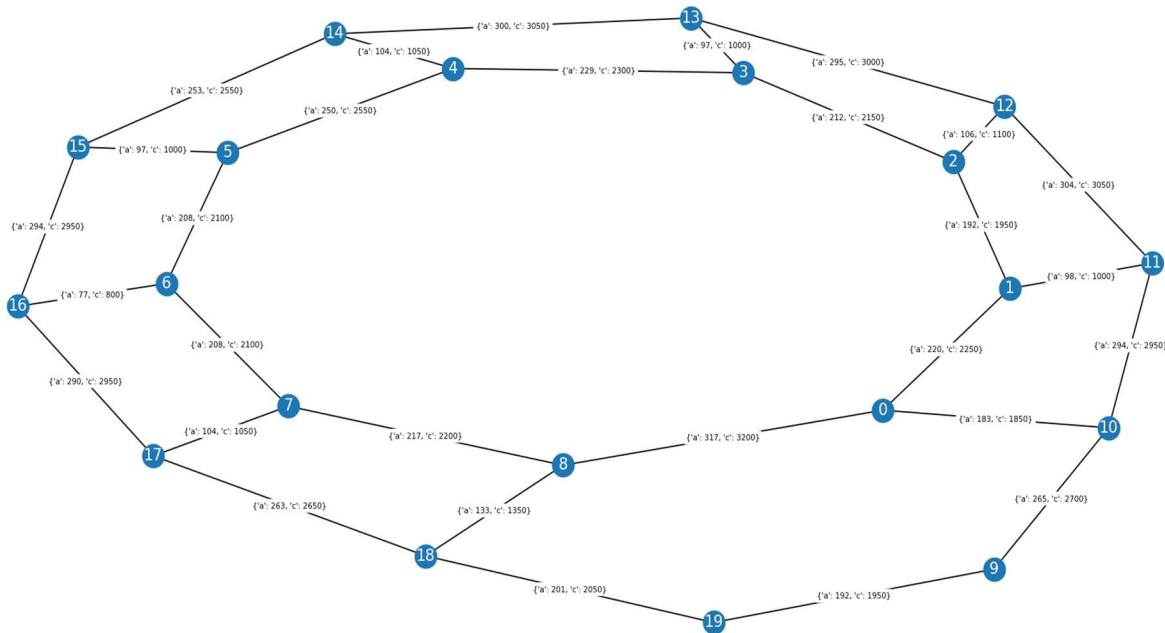 13
14
{'a': 300, 'c': 3050}
{'a': 97, 'c': 1000}
{'a': 104, 'c': 1050}
4
3
{'a': 295, 'c': 3000}
{'a': 229, 'c': 2300}
{'a': 253, 'c': 2550}
12
{'a': 250, 'c': 2550}
{'a': 212, 'c': 2150}
{'a': 106, 'c': 1100}
15
{'a': 97, 'c': 1000}
5
2
{'a': 304, 'c': 3050}
{'a': 208, 'c': 2100}
{'a': 294, 'c': 2950}
{'a': 192, 'c': 1950}
11
{'a': 98, 'c': 1000}
6
1
{'a': 77, 'c': 800}
16
{'a': 208, 'c': 2100}
{'a': 220, 'c': 2250}
{'a': 294, 'c': 2950}
{'a': 290, 'c': 2950}
7
0
{'a': 183, 'c': 1850}
10
{'a': 104, 'c': 1050}
{'a': 217, 'c': 2200}
{'a': 317, 'c': 3200}
17
8
{'a': 265, 'c': 2700}
{'a': 263, 'c': 2650}
{'a': 133, 'c': 1350}
18
9
{'a': 201, 'c': 2050}
{'a': 192, 'c': 1950}
19